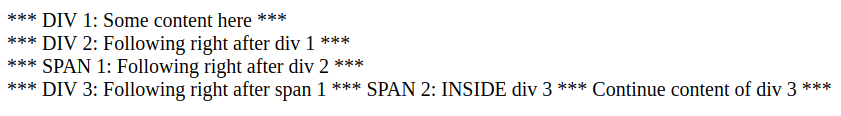 *** DIV 1: Some content here ***
*** DIV 2: Following right after div 1 ***
*** SPAN 1: Following right after div 2 ***
*** DIV 3: Following right after span 1 *** SPAN 2: INSIDE div 3 *** Continue content of div 3 ***